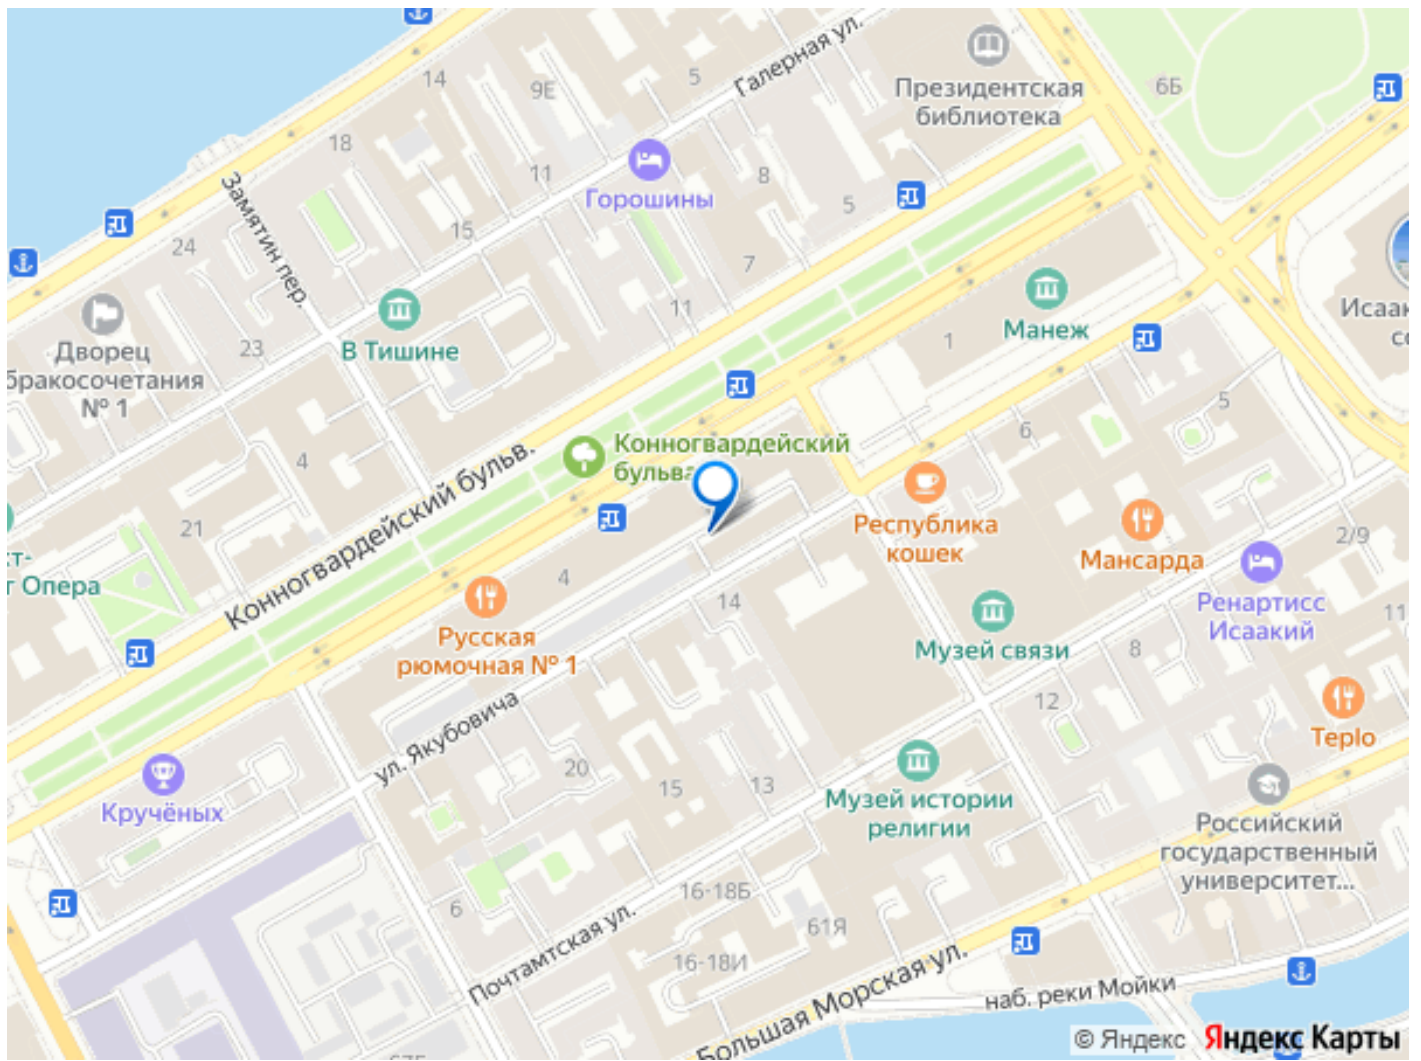 Галерная ул.
14
5
9Е
Президентская
библиотека
6Б
18
11
8
Горошины
5
Замятин пер.
15
24
7
11
Манеж
Исаак
со
1
Дворец
бракосочетания
№ 1
23
В Тишине
5
6
4
Конногвардейский
бульва
Конногвардейский бульв.
Республика
кошек
Мансарда
2/9
21
кт-
г Опера
4
14
Ренартисс
Исаакий
11
Русская
рюмочная № 1
Музей связи
8
12
Teplo
ул. Якубовича
20
15
13
Кручёных
Музей истории
религии
Российский
государственный
университет...
6
16-18Б
61Я
Почтамтская ул.
16-18И
Большая Морская ул.
наб. реки Мойки
© Яндекс Яндекс Карты